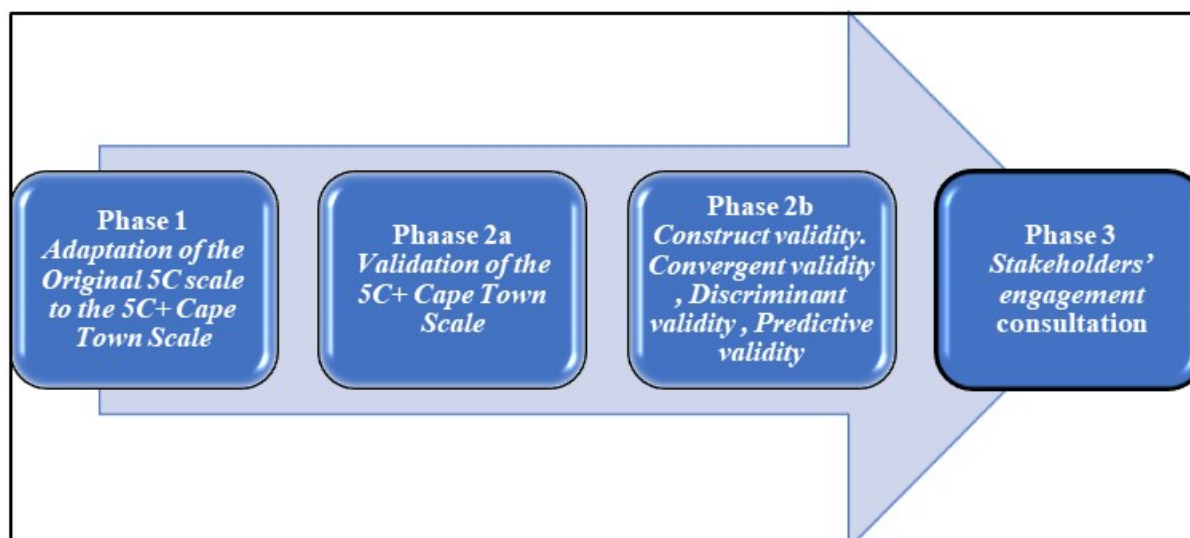 Phase 1
Adaptation of the
Original 5C scale
to the 5C+ Cape
Town Scale
Phaase 2a
Validation of the
5C+ Cape Town
Scale
Phase 2b
Construct validity.
Convergent validity
, Discriminant
validity , Predictive
validity
Phase 3
Stakeholders’
engagement
consultation